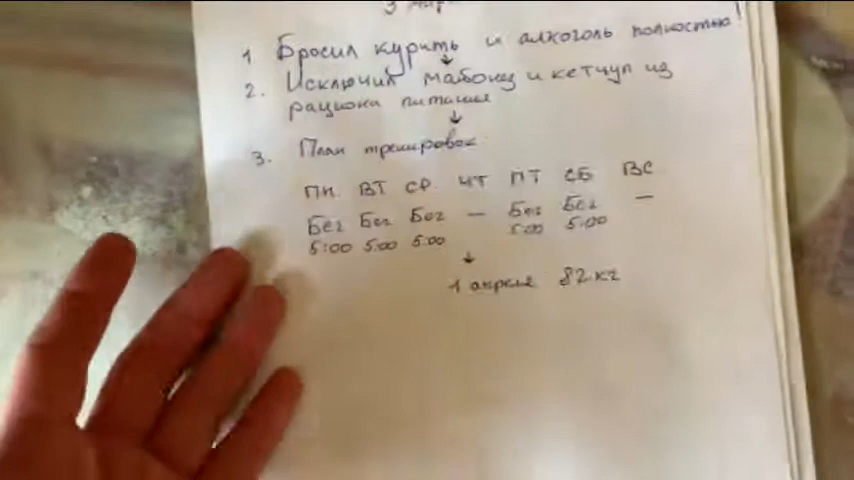 3 мар
1 Бросил курить и алкоголь полностью!
2. Исключил майонез и кетчуп из
рациона питания
3. План тренировок
ПН. ВТ СР ЧТ ПТ СБ ВС
Бег Бег Бег — Бег Бег —
5:00 5:00 5:00 5:00 5:00
1 апреля 82 кг